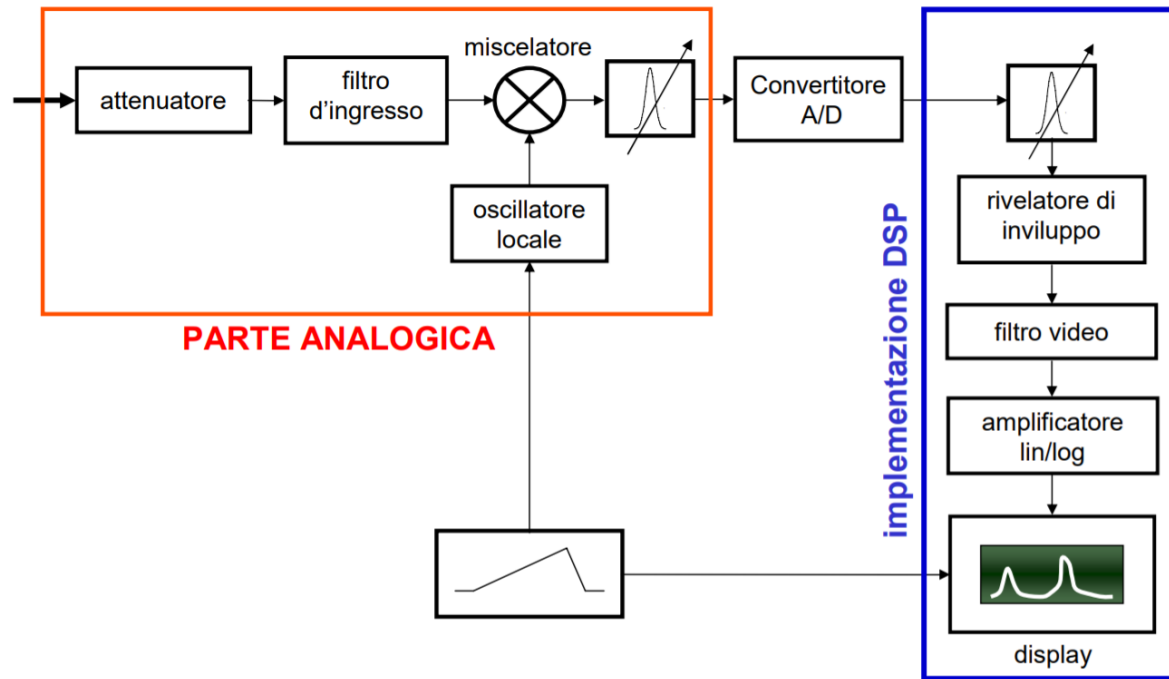 miscelatore
attenuatore
filtro
d'ingresso
Convertitore
A/D
oscillatore
locale
PARTE ANALOGICA
implementazione DSP
rivelatore di
inviluppo
filtro video
amplificatore
lin/log
display